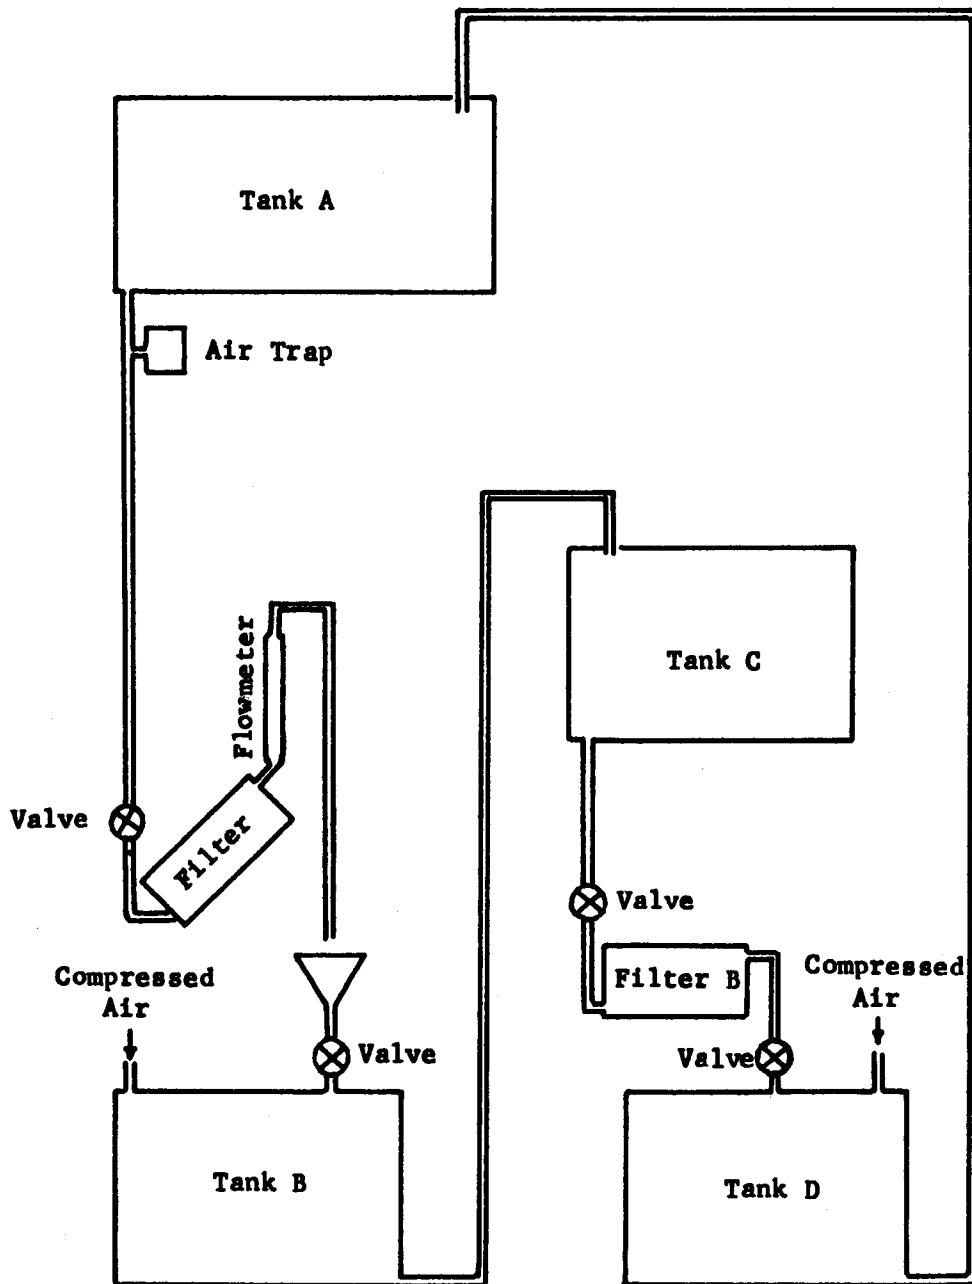 Tank A
Air Trap
Flowmeter
Tank C
Valve
Filter
Valve
Filter B
Compressed
Air
Compressed
Air
Valve
Valve
Tank B
Tank D